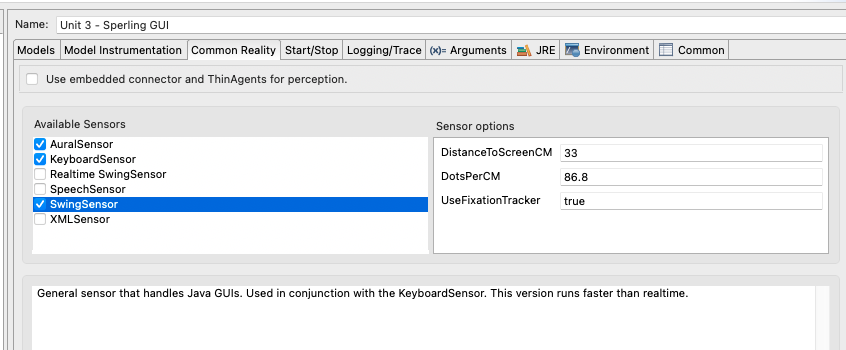 Name: Unit 3 - Sperling GUI
Models Model Instrumentation Common Reality Start/Stop Logging/Trace (x)= Arguments JRE Environment Common
Use embedded connector and ThinAgents for perception.
Available Sensors
AuralSensor
KeyboardSensor
Realtime SwingSensor
SpeechSensor
SwingSensor
XMLSensor
Sensor options
DistanceToScreenCM 33
DotsPerCM 86.8
UseFixationTracker true
General sensor that handles Java GUIs. Used in conjunction with the KeyboardSensor. This version runs faster than realtime.